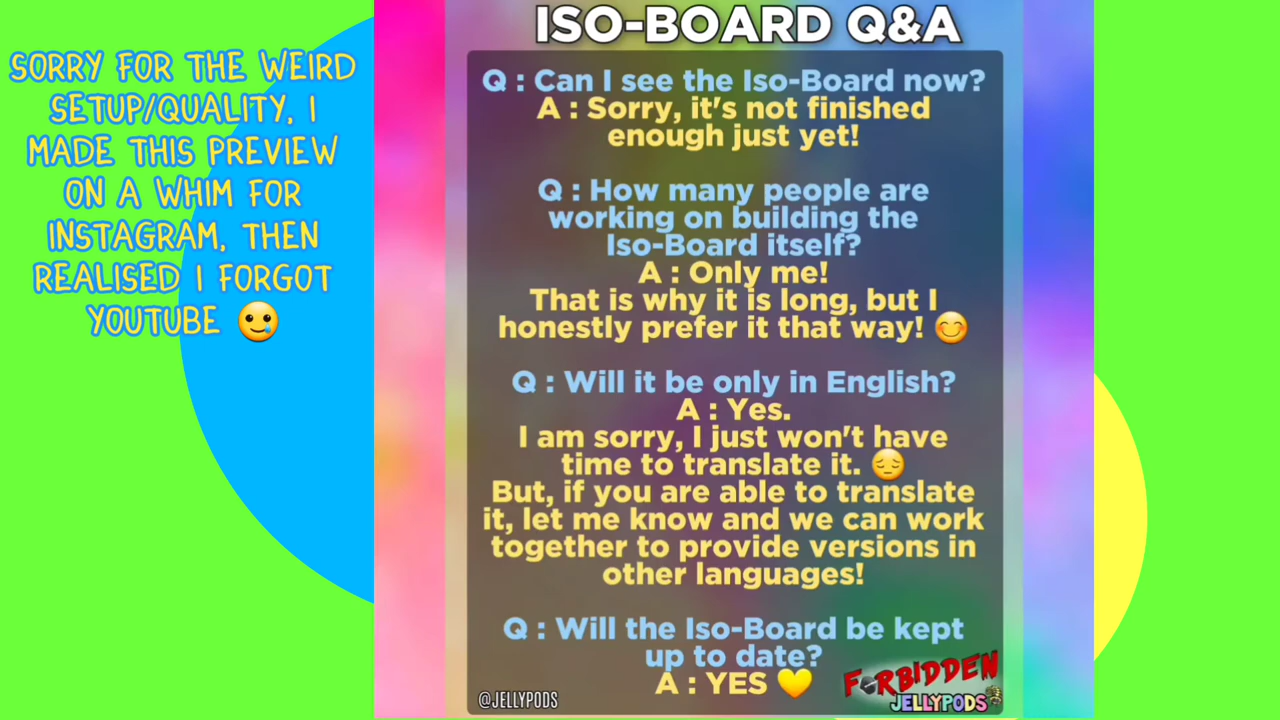 SORRY FOR THE WEIRD
SETUP/QUALITY, I
MADE THIS PREVIEW
ON A WHIM FOR
INSTAGRAM, THEN
REALISED I FORGOT
YOUTUBE 🥲
ISO-BOARD Q&A
Q : Can I see the Iso-Board now?
A : Sorry, it's not finished
enough just yet!
Q : How many people are
working on building the
Iso-Board itself?
A : Only me!
That is why it is long, but I
honestly prefer it that way! 😊
Q : Will it be only in English?
A : Yes.
I am sorry, I just won't have
time to translate it. 😔
But, if you are able to translate
it, let me know and we can work
together to provide versions in
other languages!
Q : Will the Iso-Board be kept
up to date?
A : YES 💛
@JELLYPODS
FORBIDDEN
JELLYPODS